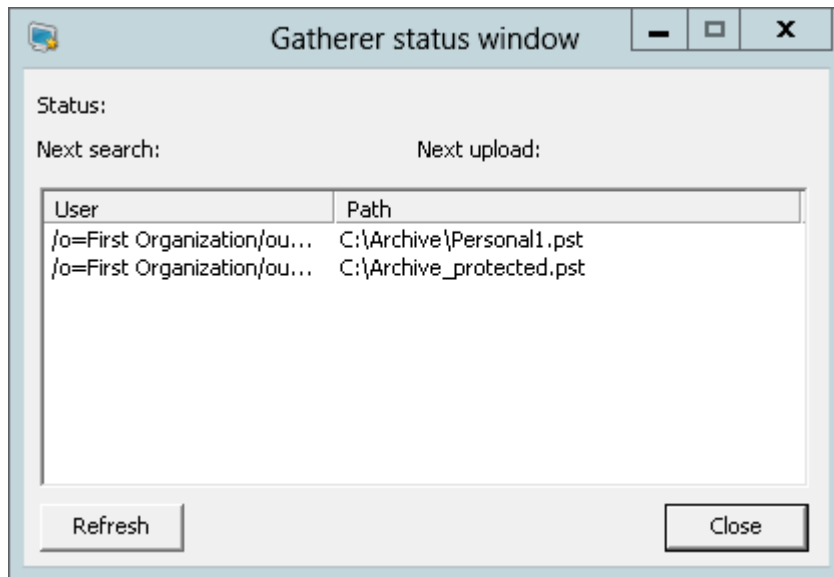 Gatherer status window
Status:
Next search: Next upload:
User Path
/o=First Organization/ou... C:\Archive\Personal1.pst
/o=First Organization/ou... C:\Archive_protected.pst
Refresh Close